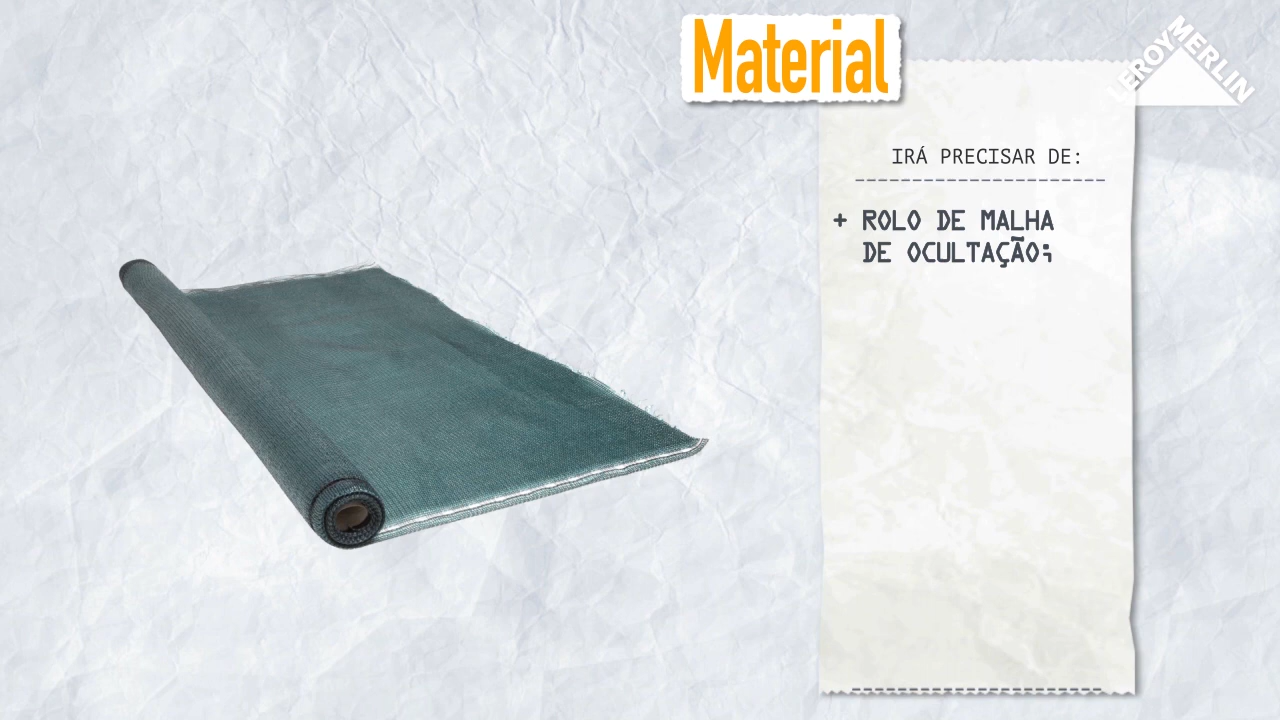 Material
LEROY MERLIN
IRÁ PRECISAR DE:
+ ROLO DE MALHA
DE OCULTAÇÃO;